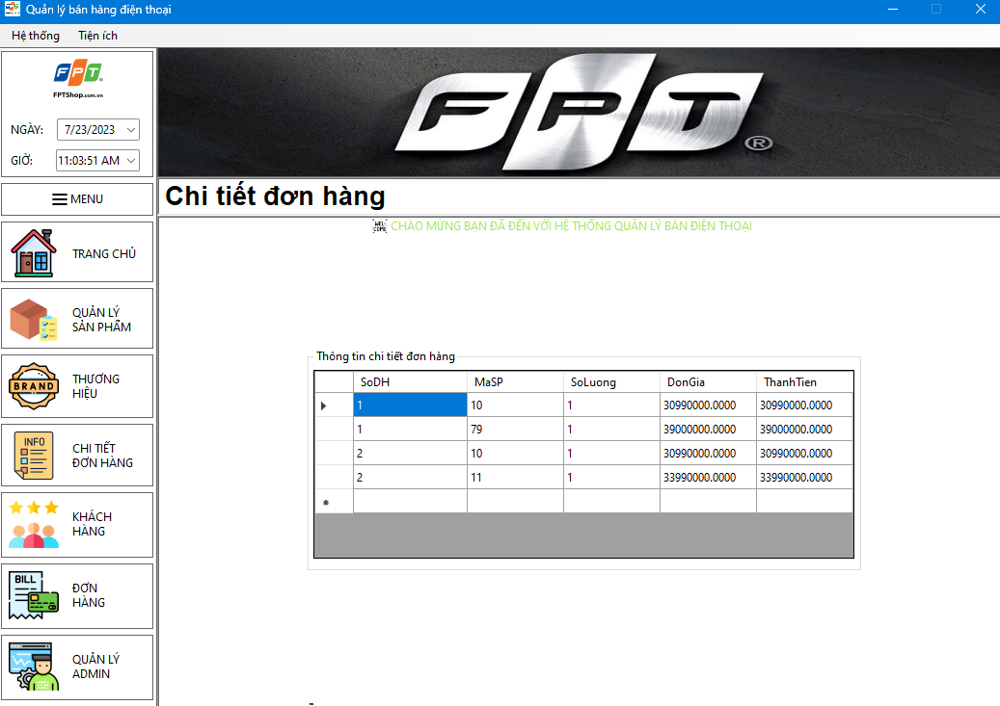 Quản lý bán hàng điện thoại
Hệ thống Tiện ích
FPT
FPTShop.com.vn
NGÀY: 7/23/2023
GIỜ: 11:03:51 AM
FPT®
MENU
Chi tiết đơn hàng
WELCOME CHÀO MỪNG BẠN ĐÃ ĐẾN VỚI HỆ THỐNG QUẢN LÝ BÁN ĐIỆN THOẠI
TRANG CHỦ
QUẢN LÝ
SẢN PHẨM
BRAND
THƯƠNG
HIỆU
INFO
CHI TIẾT
ĐƠN HÀNG
KHÁCH
HÀNG
BILL
ĐƠN
HÀNG
QUẢN LÝ
ADMIN
Thông tin chi tiết đơn hàng
SoDH MaSP SoLuong DonGia ThanhTien
1 10 1 30990000.0000 30990000.0000
1 79 1 39000000.0000 39000000.0000
2 10 1 30990000.0000 30990000.0000
2 11 1 33990000.0000 33990000.0000